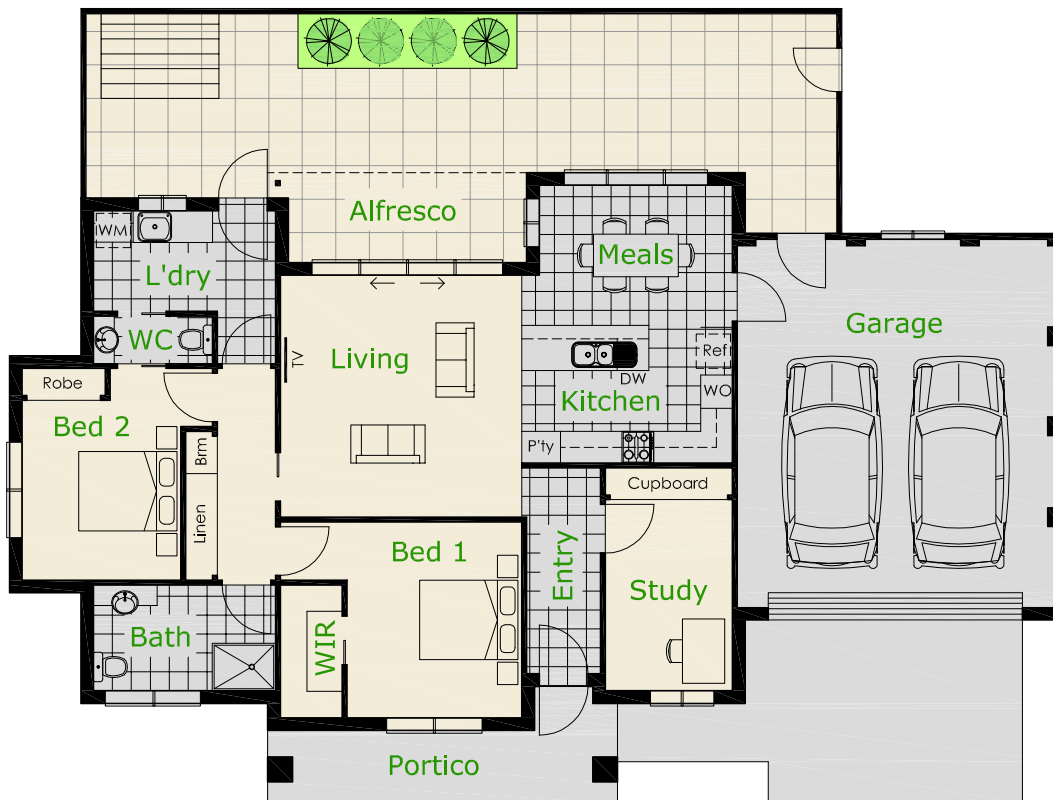 Alfresco
WM
L'dry
Meals
WC
Living
TV
Garage
Ref
DW
WO
Kitchen
P'ty
Robe
Bed 2
Brm
Linen
Cupboard
Bed 1
Entry
Study
Bath
WIR
Portico